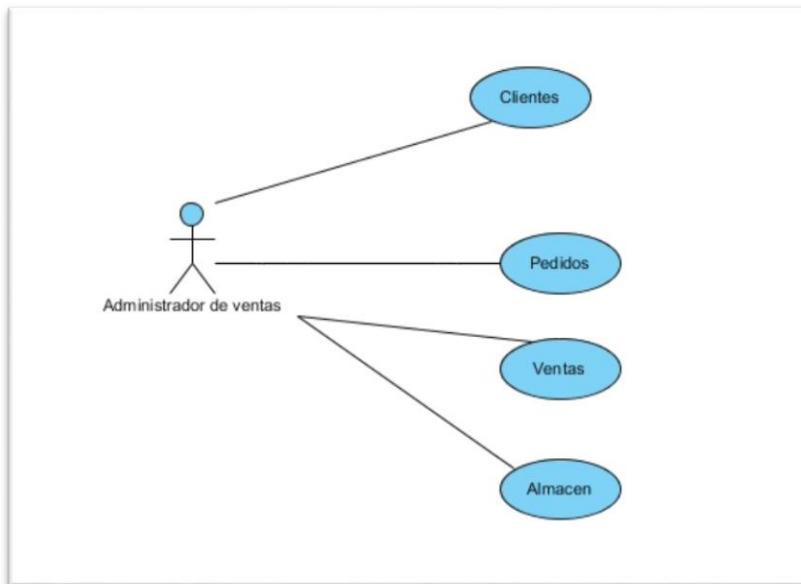 Clientes
Pedidos
Administrador de ventas
Ventas
Almacen